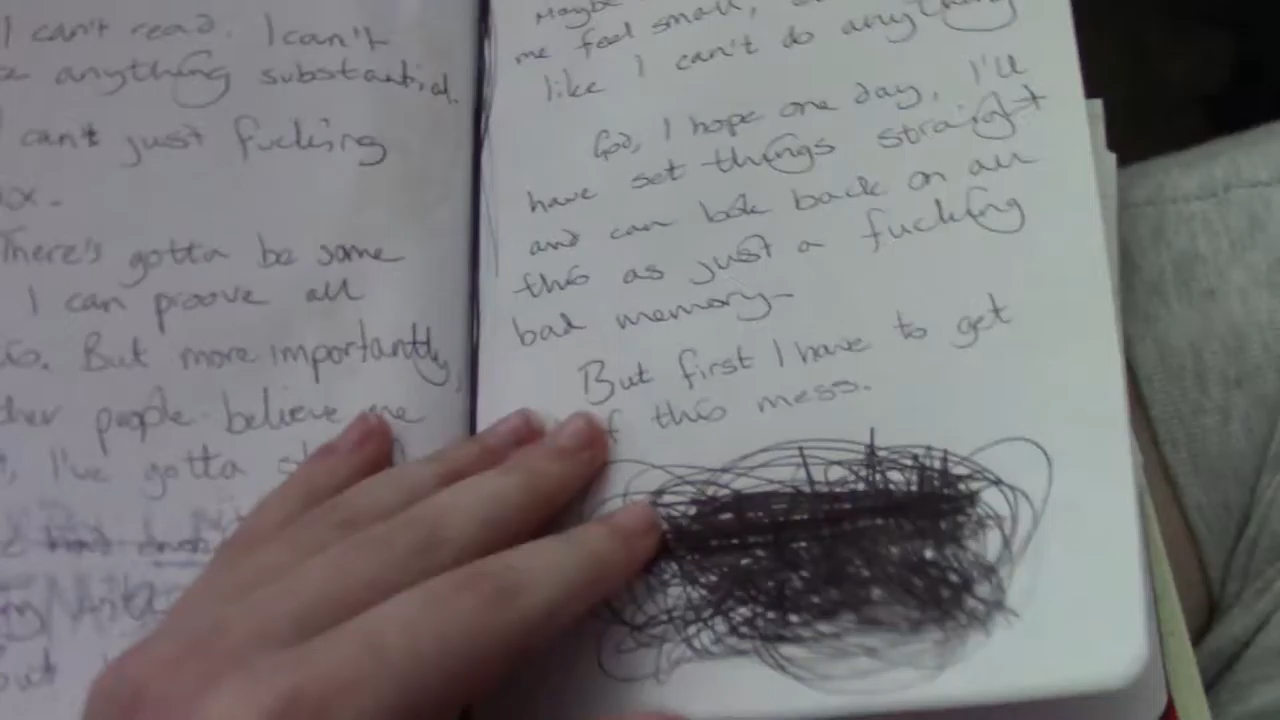 I can't read. I can't
anything substantial.
I can't just fucking
There's gotta be some
I can proove all
But more importantly,
people believe me
I've gotta
out
Maybe
me feel small,
like I can't do anything
God, I hope one day, I'll
have set things straight
and can look back on all
this as just a fucking
bad memory-
But first I have to get
this mess.